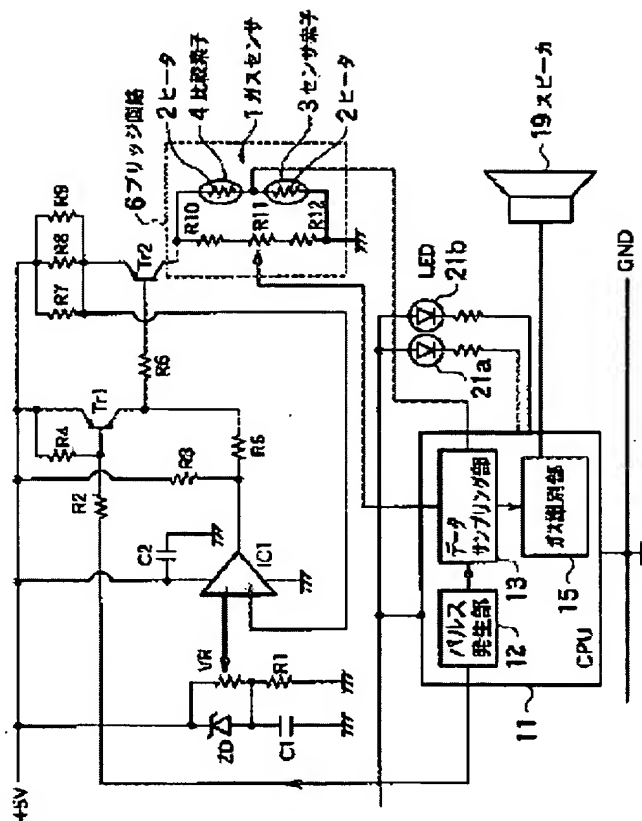 +5V
ZD
VR
C1
R1
C2
IC1
R2
R4
Tr1
R3
R5
R6
R7
R8
R9
Tr2
6 ブリッジ回路
2 ヒータ
4 比較素子
1 ガスセンサ
3 センサ素子
2 ヒータ
R10
R11
R12
LED
21a
21b
19 スピーカ
11
CPU
パルス
発生部
12
データ
サンプリング部
13
ガス識別部
15
GND